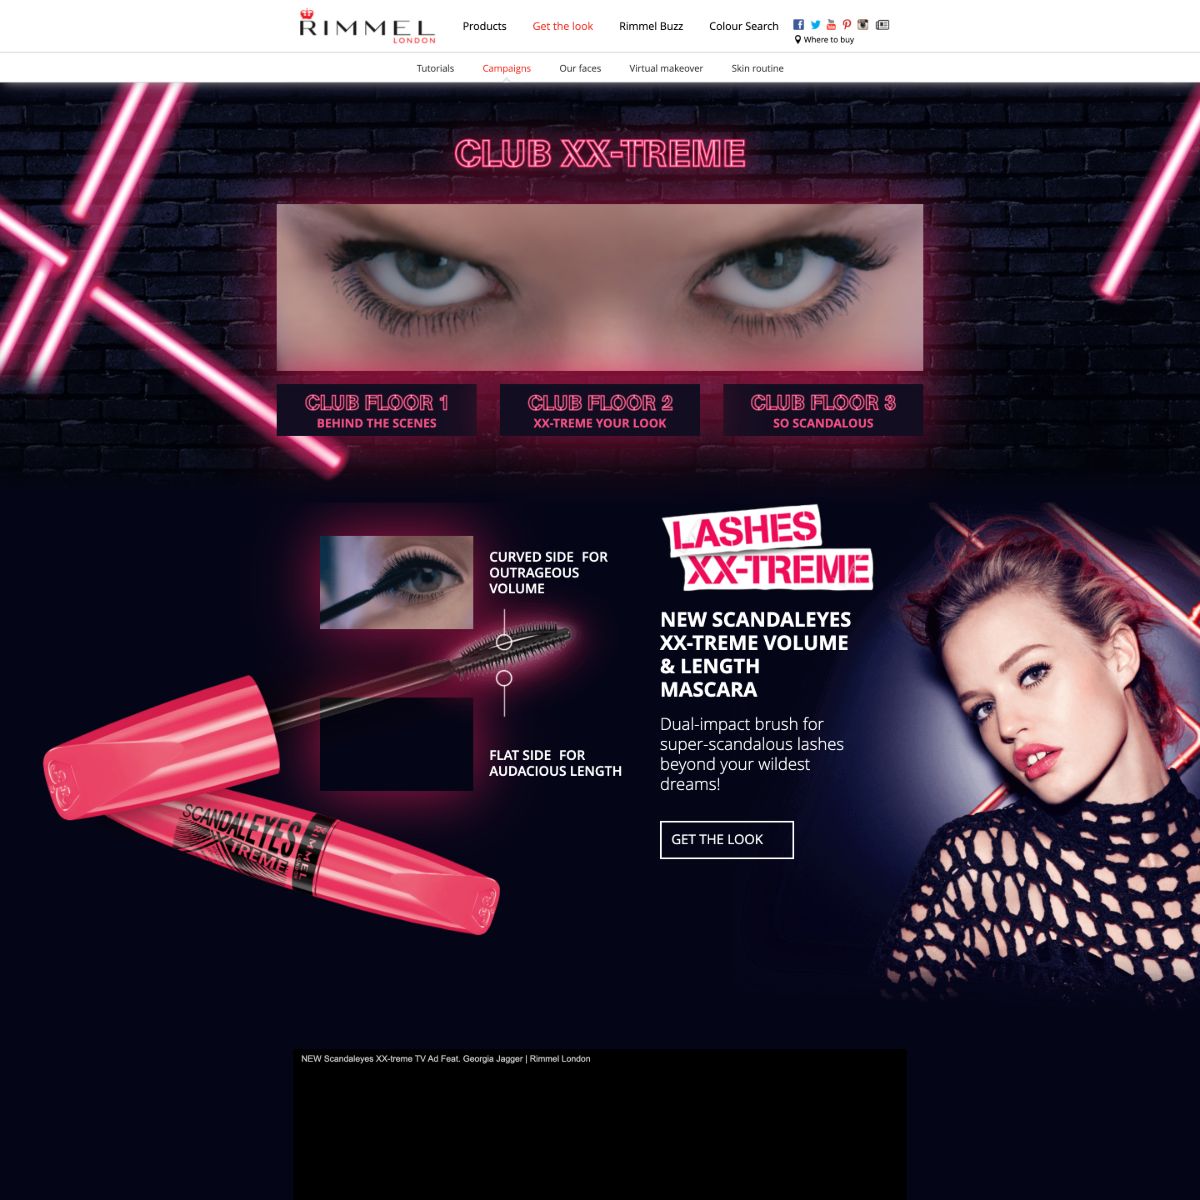 RIMMEL
LONDON
Products
Get the look
Rimmel Buzz
Colour Search
Where to buy
Tutorials
Campaigns
Our faces
Virtual makeover
Skin routine
CLUB XX-TREME
CLUB FLOOR 1
BEHIND THE SCENES
CLUB FLOOR 2
XX-TREME YOUR LOOK
CLUB FLOOR 3
SO SCANDALOUS
CURVED SIDE FOR
OUTRAGEOUS
VOLUME
FLAT SIDE FOR
AUDACIOUS LENGTH
SCANDALEYES
XXTREME
RIMMEL
LONDON
LASHES
XX-TREME
NEW SCANDALEYES
XX-TREME VOLUME
& LENGTH
MASCARA
Dual-impact brush for
super-scandalous lashes
beyond your wildest
dreams!
GET THE LOOK
NEW Scandaleyes XX-treme TV Ad Feat. Georgia Jagger | Rimmel London